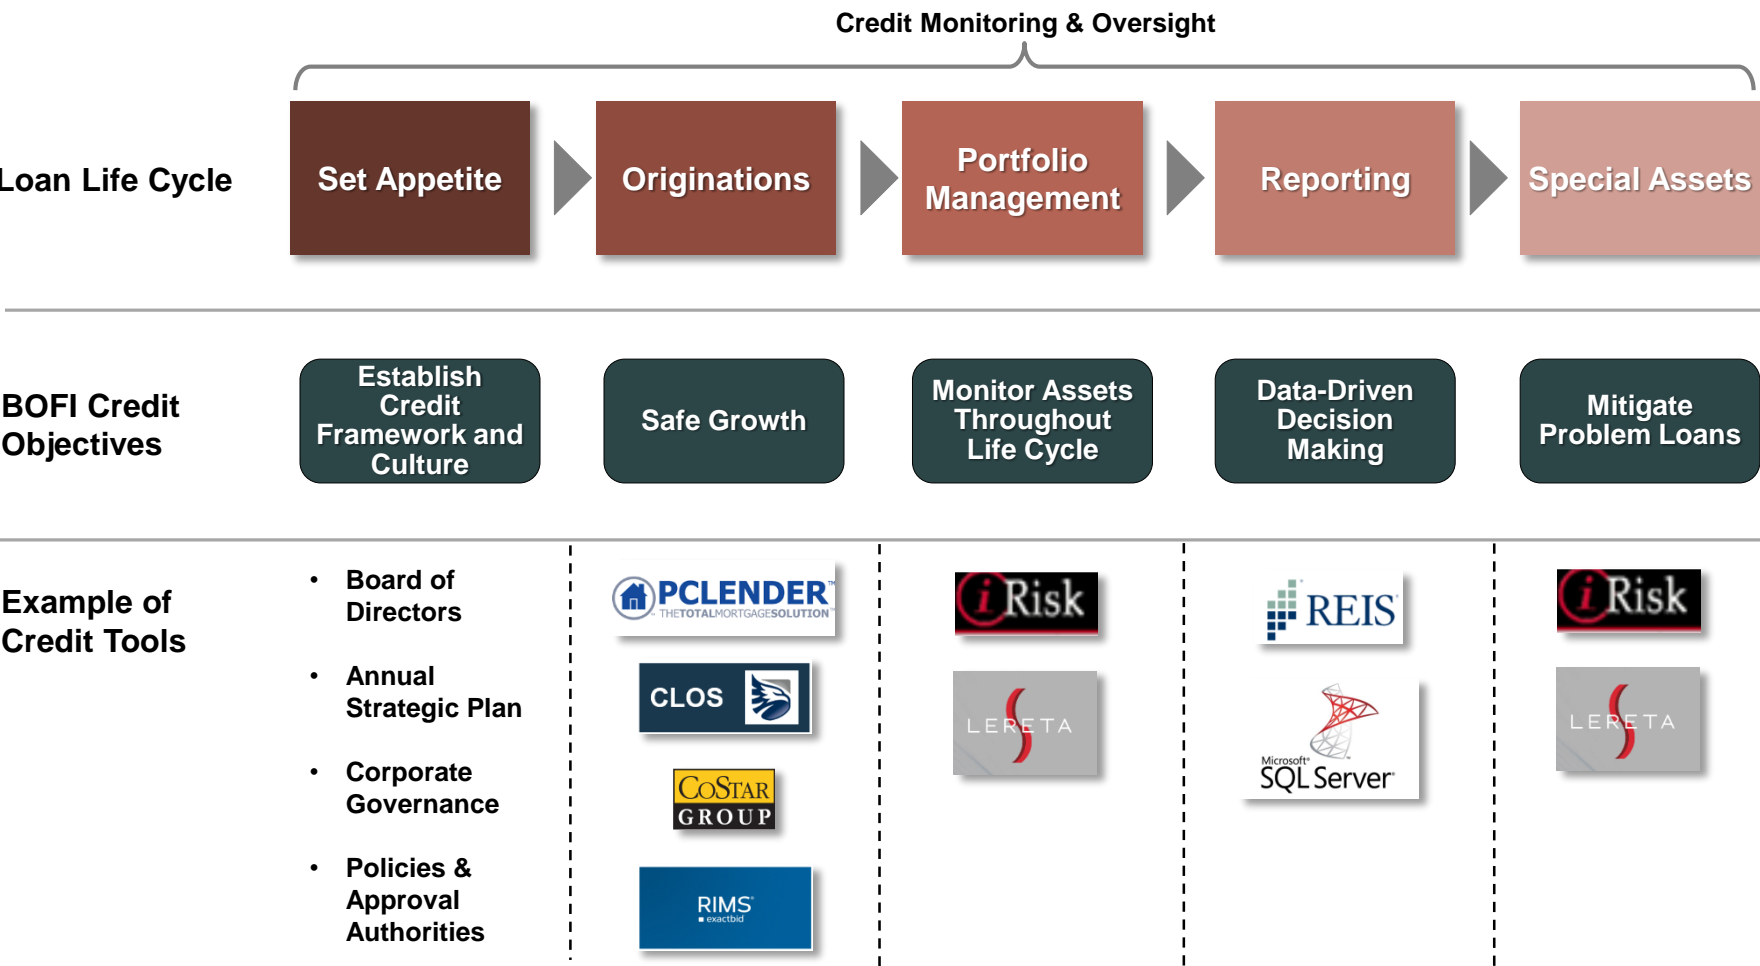 Credit Monitoring & Oversight
Loan Life Cycle
Set Appetite
Originations
Portfolio
Management
Reporting
Special Assets
BOFI Credit
Objectives
Establish
Credit
Framework and
Culture
Safe Growth
Monitor Assets
Throughout
Life Cycle
Data-Driven
Decision
Making
Mitigate
Problem Loans
Example of
Credit Tools
• Board of
Directors
• Annual
Strategic Plan
• Corporate
Governance
• Policies &
Approval
Authorities
PCLENDER™
THETOTALMORTGAGESOLUTION
CLOS
COSTAR
GROUP
RIMS
exactbid
iRisk
LERETA
REIS
Microsoft®
SQL Server
iRisk
LERETA